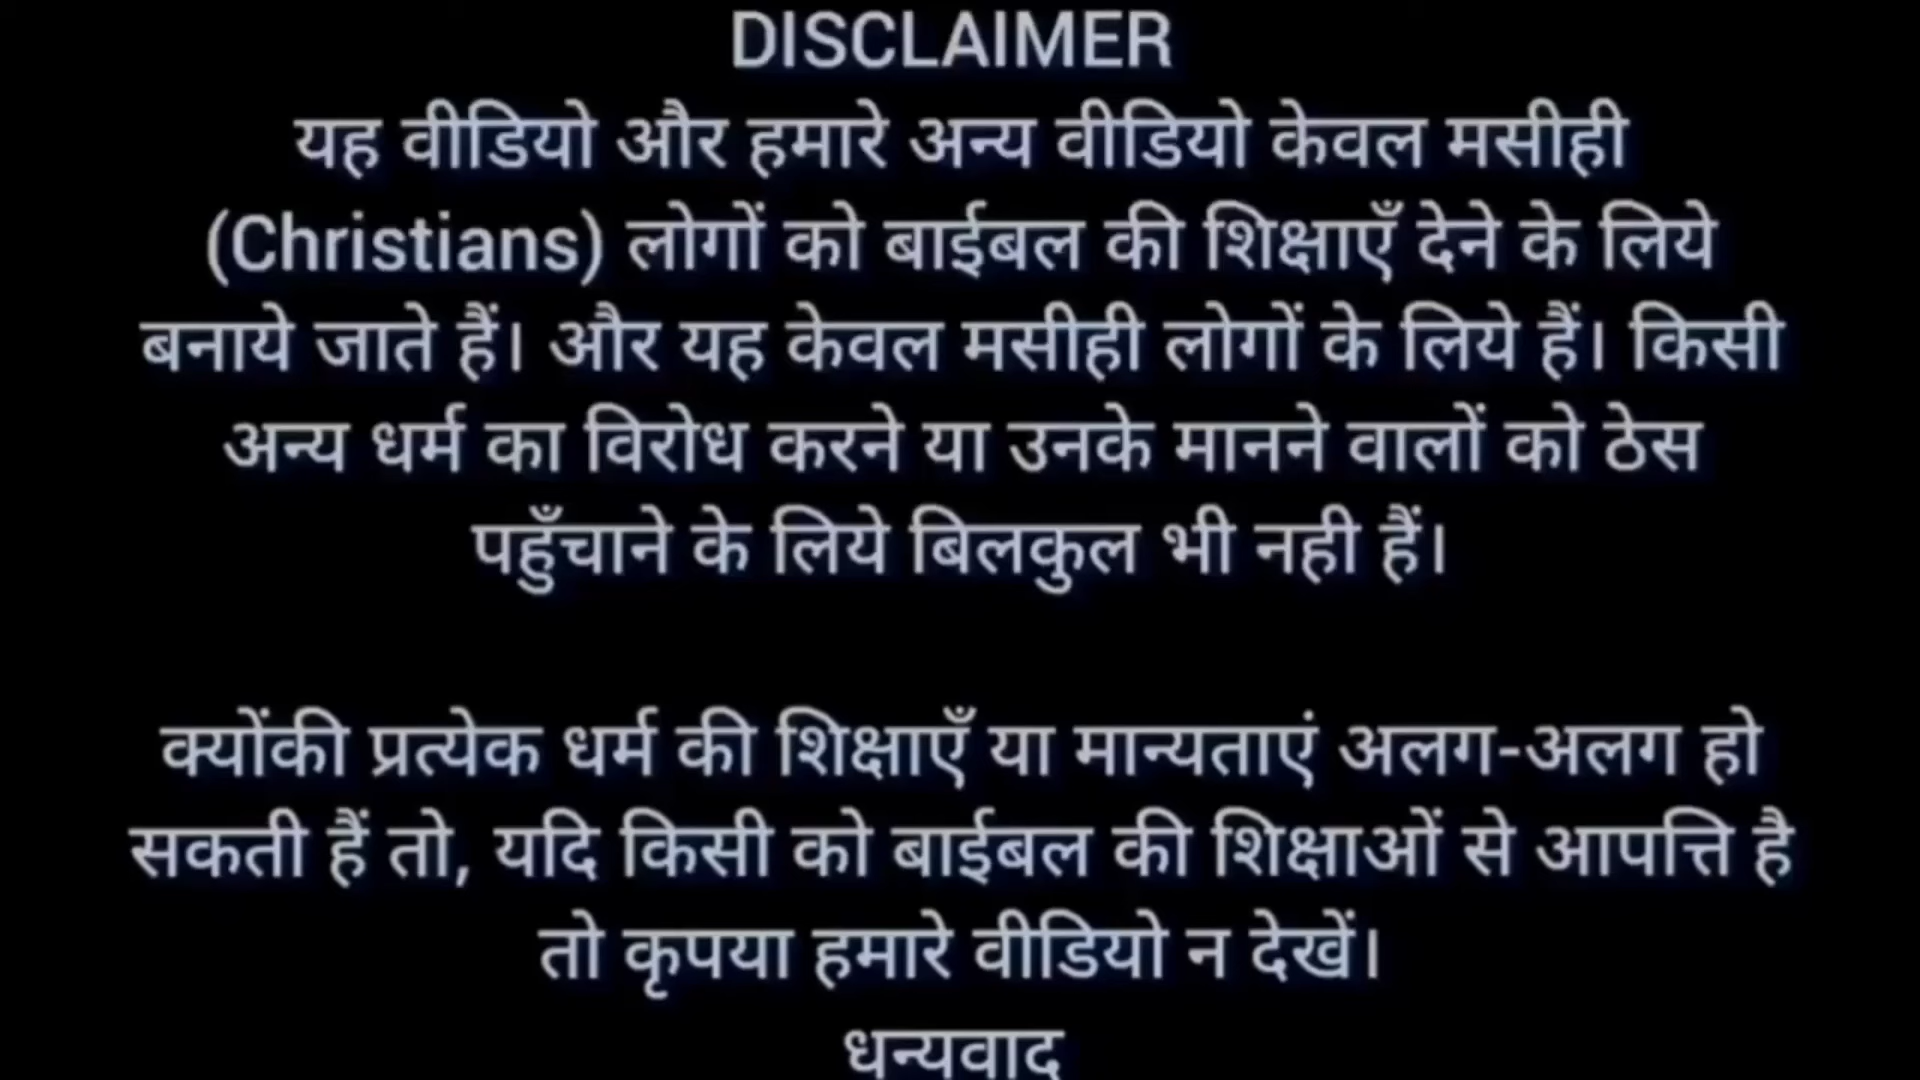 DISCLAIMER
यह वीडियो और हमारे अन्य वीडियो केवल मसीही
(Christians) लोगों को बाईबल की शिक्षाएँ देने के लिये
बनाये जाते हैं। और यह केवल मसीही लोगों के लिये हैं। किसी
अन्य धर्म का विरोध करने या उनके मानने वालों को ठेस
पहुँचाने के लिये बिलकुल भी नही हैं।
क्योंकी प्रत्येक धर्म की शिक्षाएँ या मान्यताएं अलग-अलग हो
सकती हैं तो, यदि किसी को बाईबल की शिक्षाओं से आपत्ति है
तो कृपया हमारे वीडियो न देखें।
धन्यवाद